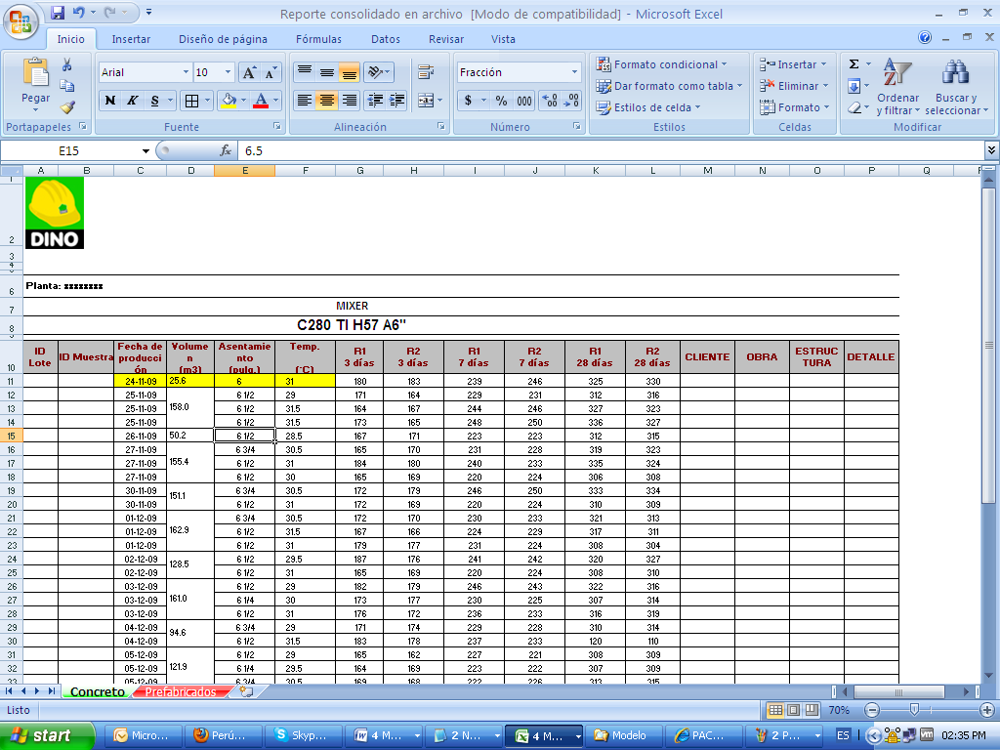 Reporte consolidado en archivo [Modo de compatibilidad] - Microsoft Excel
Inicio Insertar Diseño de página Fórmulas Datos Revisar Vista
Pegar
Arial 10
N K S
Fracción
$ % 000
Formato condicional
Dar formato como tabla
Estilos de celda
Insertar
Eliminar
Formato
Σ
Ordenar y filtrar
Buscar y seleccionar
Portapapeles Fuente Alineación Número Estilos Celdas Modificar
E15 fx 6.5
A B C D E F G H I J K L M N O P Q
DINO
Planta: xxxxxxxx
MIXER
C280 TI H57 A6"
ID Lote ID Muestra Fecha de producción Volumen (m3) Asentamiento (pulg.) Temp. (°C) R1 3 días R2 3 días R1 7 días R2 7 días R1 28 días R2 28 días CLIENTE OBRA ESTRUCTURA DETALLE
11 24-11-09 25.6 6 31 180 183 239 246 325 330
12 25-11-09 6 1/2 29 171 164 229 231 312 316
13 25-11-09 158.0 6 1/2 31.5 164 167 244 246 327 323
14 25-11-09 6 1/2 31.5 173 165 248 250 336 327
15 26-11-09 50.2 6 1/2 28.5 167 171 223 223 312 315
16 27-11-09 6 3/4 30.5 165 170 231 228 319 323
17 27-11-09 155.4 6 1/2 31 184 180 240 233 335 324
18 27-11-09 6 1/2 30 165 169 220 224 306 308
19 30-11-09 151.1 6 3/4 30.5 172 179 246 250 333 334
20 30-11-09 6 1/2 31 172 169 220 224 310 309
21 01-12-09 6 3/4 30.5 172 170 230 233 321 313
22 01-12-09 162.9 6 1/2 31.5 167 166 224 229 317 311
23 01-12-09 6 1/2 31 179 177 231 224 308 304
24 02-12-09 128.5 6 1/2 29.5 187 176 241 242 320 327
25 02-12-09 6 1/2 31 165 169 220 224 308 310
26 03-12-09 6 1/2 29 182 179 246 243 322 316
27 03-12-09 161.0 6 1/4 30 173 177 230 225 307 314
28 03-12-09 6 1/2 31 176 172 236 233 316 319
29 04-12-09 94.6 6 3/4 29 171 174 229 228 310 314
30 04-12-09 6 1/2 31.5 183 178 237 233 120 110
31 05-12-09 6 1/2 29 165 162 227 221 308 309
32 05-12-09 121.9 6 1/4 29.5 164 169 223 222 307 309
33 05-12-09 6 3/4 30.5 169 168 222 226 313 315
Concreto Prefabricados
Listo 70%
start Micro... Perú... Skyp... 4 M... 2 N... 4 M... Modelo PAC... 2 P... ES 02:35 PM